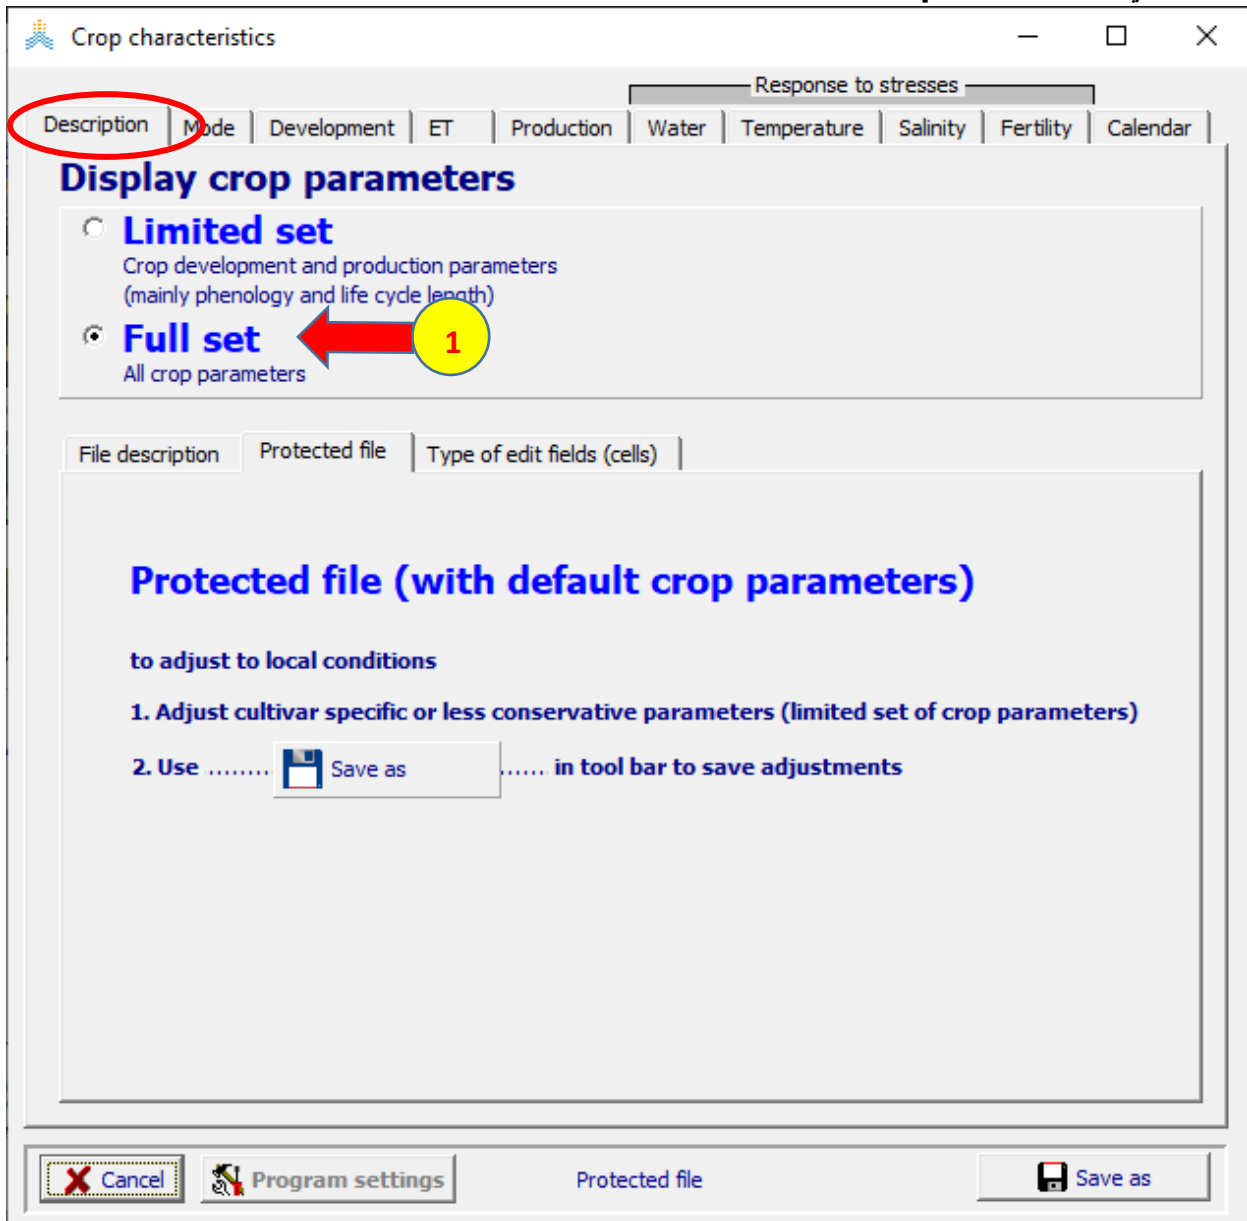 Crop characteristics
Response to stresses
Description Mode Development ET Production Water Temperature Salinity Fertility Calendar
Display crop parameters
Limited set
Crop development and production parameters
(mainly phenology and life cycle length)
Full set
1
All crop parameters
File description Protected file Type of edit fields (cells)
Protected file (with default crop parameters)
to adjust to local conditions
1. Adjust cultivar specific or less conservative parameters (limited set of crop parameters)
2. Use ......... Save as ...... in tool bar to save adjustments
Cancel Program settings Protected file Save as